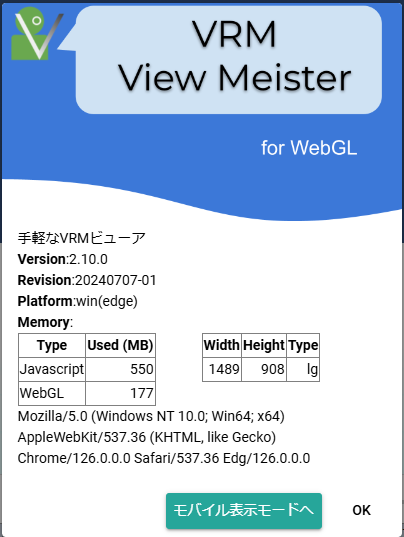 VRM
View Meister
for WebGL
手軽なVRMビューア
Version:2.10.0
Revision:20240707-01
Platform:win(edge)
Memory:
Type Used (MB)
Javascript 550
WebGL 177
Width Height Type
1489 908 lg
Mozilla/5.0 (Windows NT 10.0; Win64; x64)
AppleWebKit/537.36 (KHTML, like Gecko)
Chrome/126.0.0.0 Safari/537.36 Edg/126.0.0.0
モバイル表示モードへ OK